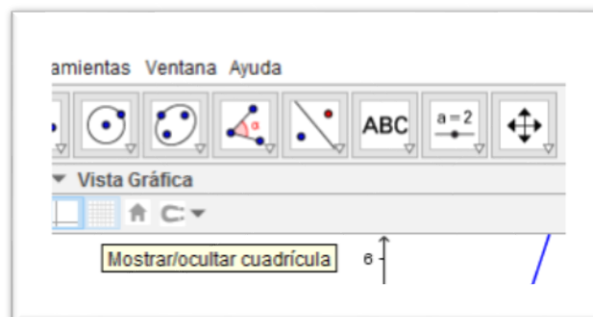 amientas Ventana Ayuda
α ABC a = 2
Vista Gráfica
Mostrar/ocultar cuadrícula
6